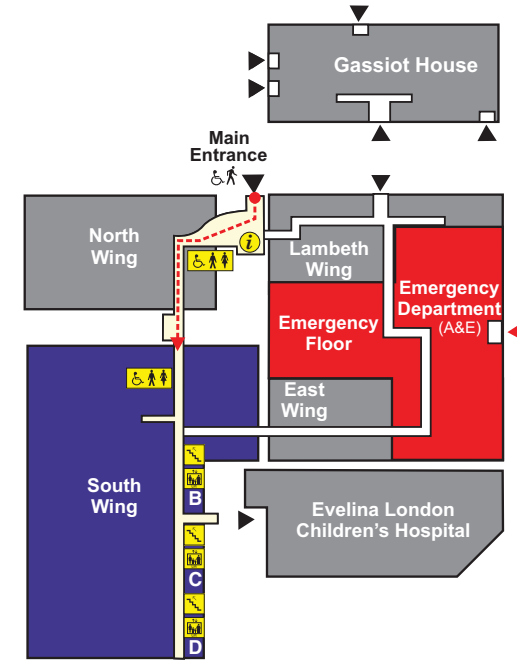 Gassiot House
Main
Entrance
North
Wing
i
Lambeth
Wing
Emergency
Department
(A&E)
Emergency
Floor
East
Wing
South
Wing
B
Evelina London
Children's Hospital
C
D